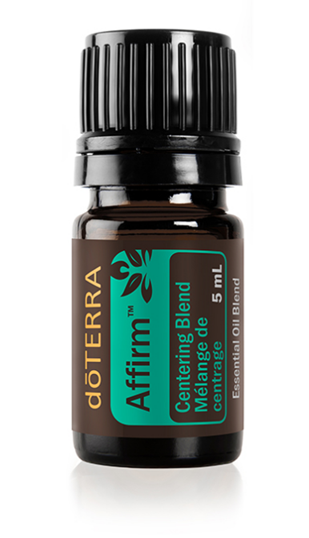 dōTERRA
Affirm™
Centering Blend
Mélange de
centrage
5 mL
Essential Oil Blend